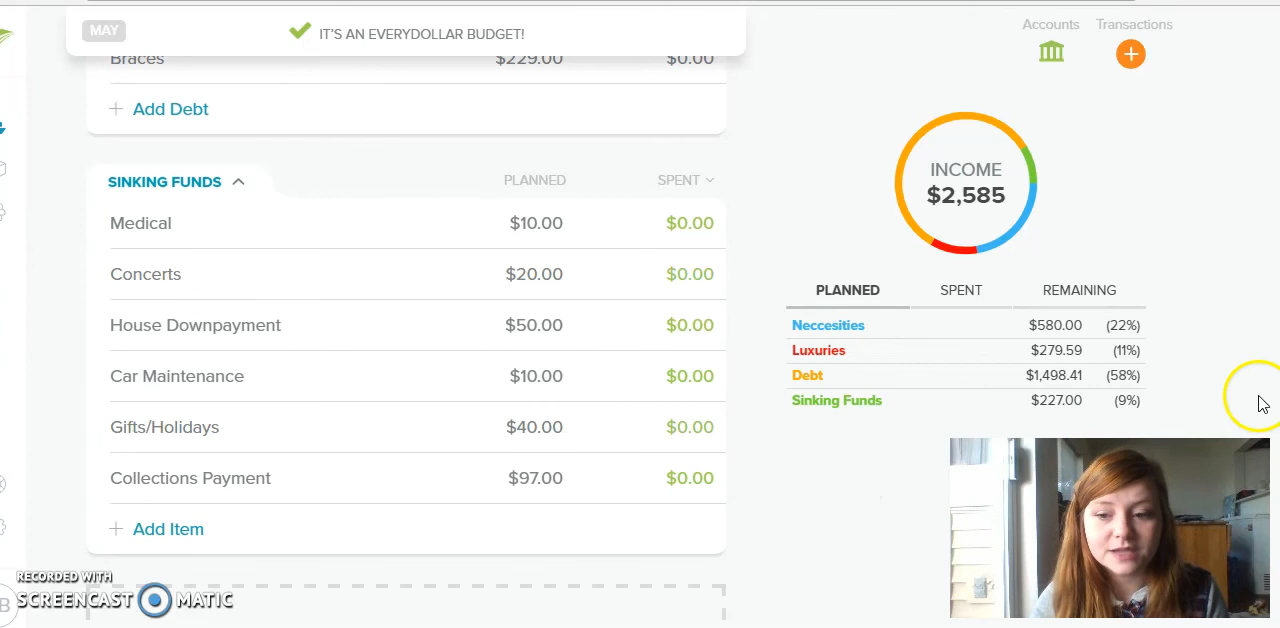 MAY
IT'S AN EVERYDOLLAR BUDGET!
Accounts Transactions
Braces $229.00 $0.00
Add Debt
SINKING FUNDS PLANNED SPENT
Medical $10.00 $0.00
Concerts $20.00 $0.00
House Downpayment $50.00 $0.00
Car Maintenance $10.00 $0.00
Gifts/Holidays $40.00 $0.00
Collections Payment $97.00 $0.00
Add Item
INCOME
$2,585
PLANNED SPENT REMAINING
Neccesities $580.00 (22%)
Luxuries $279.59 (11%)
Debt $1,498.41 (58%)
Sinking Funds $227.00 (9%)
RECORDED WITH
SCREENCAST MATIC
B